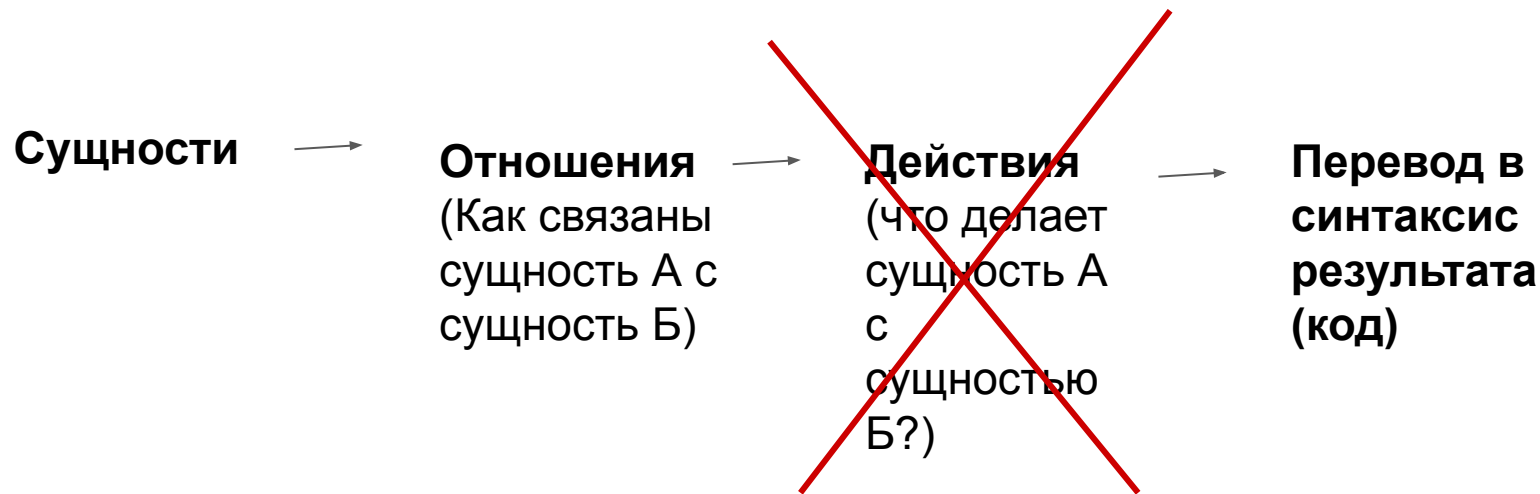 Сущности
Отношения
(Как связаны
сущность А с
сущность Б)
Действия
(что делает
сущность А
с
сущностью
Б?)
Перевод в
синтаксис
результата
(код)